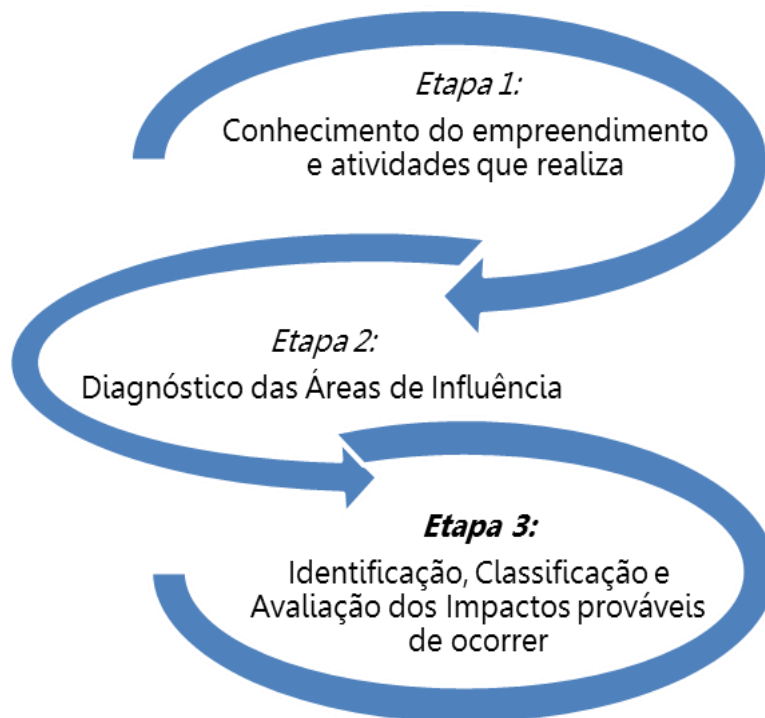 Etapa 1:
Conhecimento do empreendimento
e atividades que realiza
Etapa 2:
Diagnóstico das Áreas de Influência
Etapa 3:
Identificação, Classificação e
Avaliação dos Impactos prováveis
de ocorrer